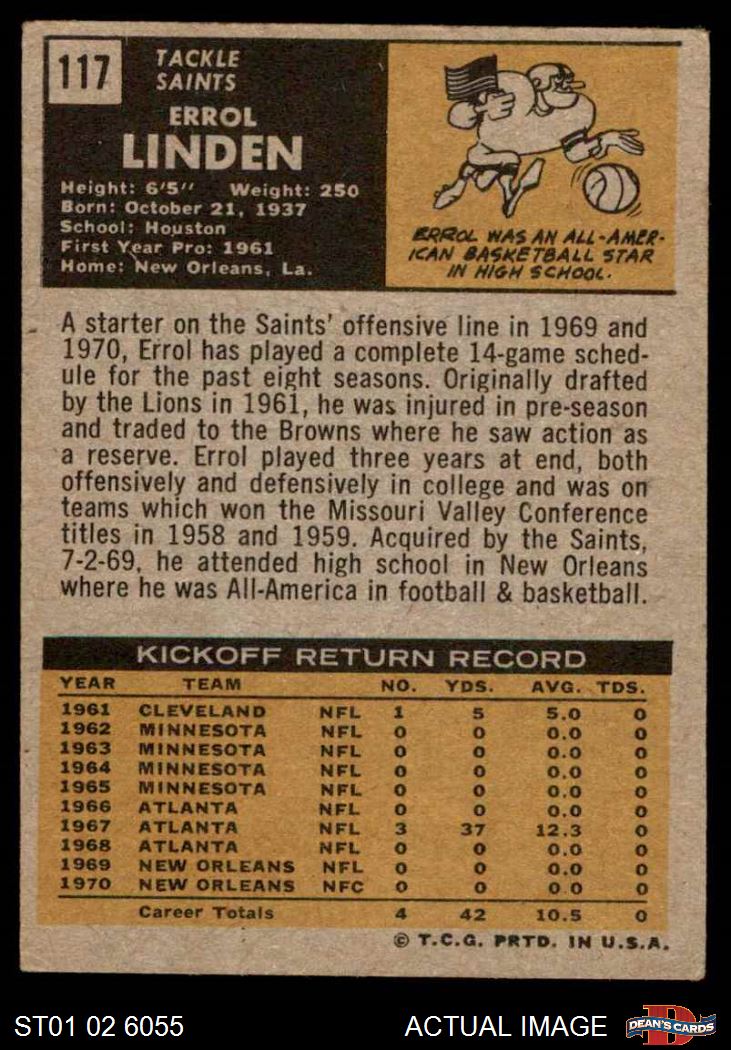 117
TACKLE
SAINTS
ERROL
LINDEN
Height: 6'5'' Weight: 250
Born: October 21, 1937
School: Houston
First Year Pro: 1961
Home: New Orleans, La.
ERROL WAS AN ALL-AMER-
ICAN BASKETBALL STAR
IN HIGH SCHOOL.
A starter on the Saints' offensive line in 1969 and
1970, Errol has played a complete 14-game sched-
ule for the past eight seasons. Originally drafted
by the Lions in 1961, he was injured in pre-season
and traded to the Browns where he saw action as
a reserve. Errol played three years at end, both
offensively and defensively in college and was on
teams which won the Missouri Valley Conference
titles in 1958 and 1959. Acquired by the Saints,
7-2-69, he attended high school in New Orleans
where he was All-America in football & basketball.
KICKOFF RETURN RECORD
YEAR TEAM NO. YDS. AVG. TDS.
1961 CLEVELAND NFL 1 5 5.0 0
1962 MINNESOTA NFL 0 0 0.0 0
1963 MINNESOTA NFL 0 0 0.0 0
1964 MINNESOTA NFL 0 0 0.0 0
1965 MINNESOTA NFL 0 0 0.0 0
1966 ATLANTA NFL 0 0 0.0 0
1967 ATLANTA NFL 3 37 12.3 0
1968 ATLANTA NFL 0 0 0.0 0
1969 NEW ORLEANS NFL 0 0 0.0 0
1970 NEW ORLEANS NFC 0 0 0.0 0
Career Totals 4 42 10.5 0
© T.C.G. PRTD. IN U.S.A.
ST01 02 6055 ACTUAL IMAGE
D
DEAN'S CARDS